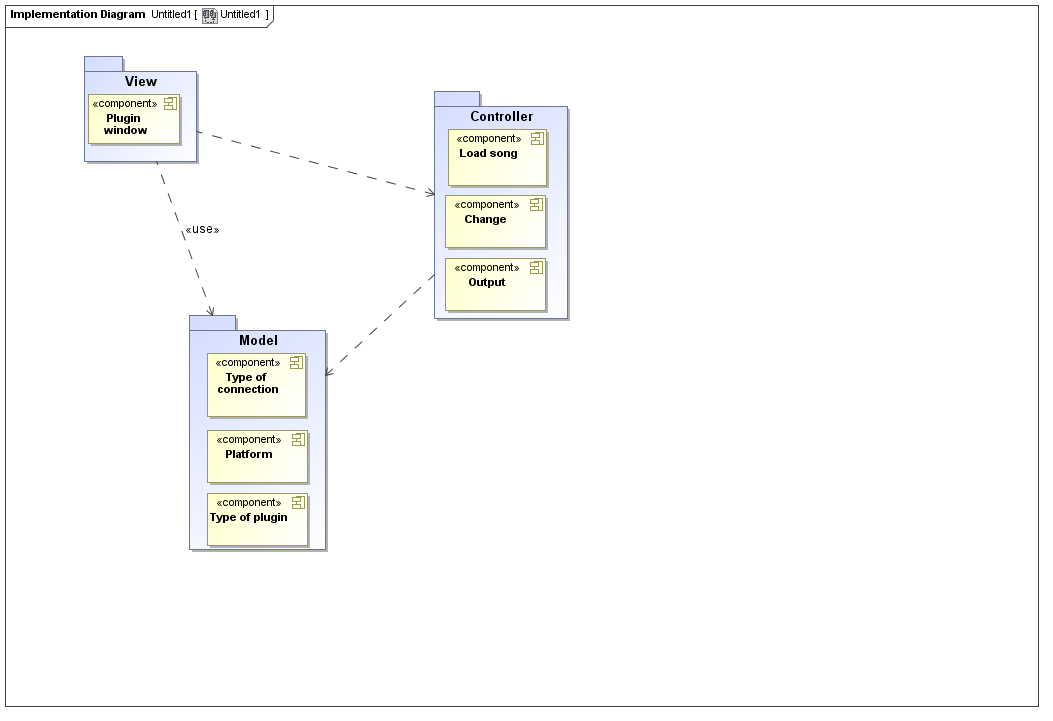 Implementation Diagram Untitled1 [ Untitled1 ]
View
«component»
Plugin
window
Controller
«component»
Load song
«component»
Change
«component»
Output
«use»
Model
«component»
Type of
connection
«component»
Platform
«component»
Type of plugin